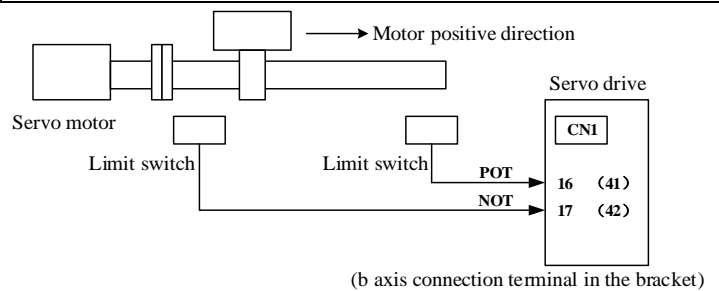 Motor positive direction
Servo drive
Servo motor
CN1
Limit switch
Limit switch
POT
16 （41）
NOT
17 （42）
(b axis connection terminal in the bracket)